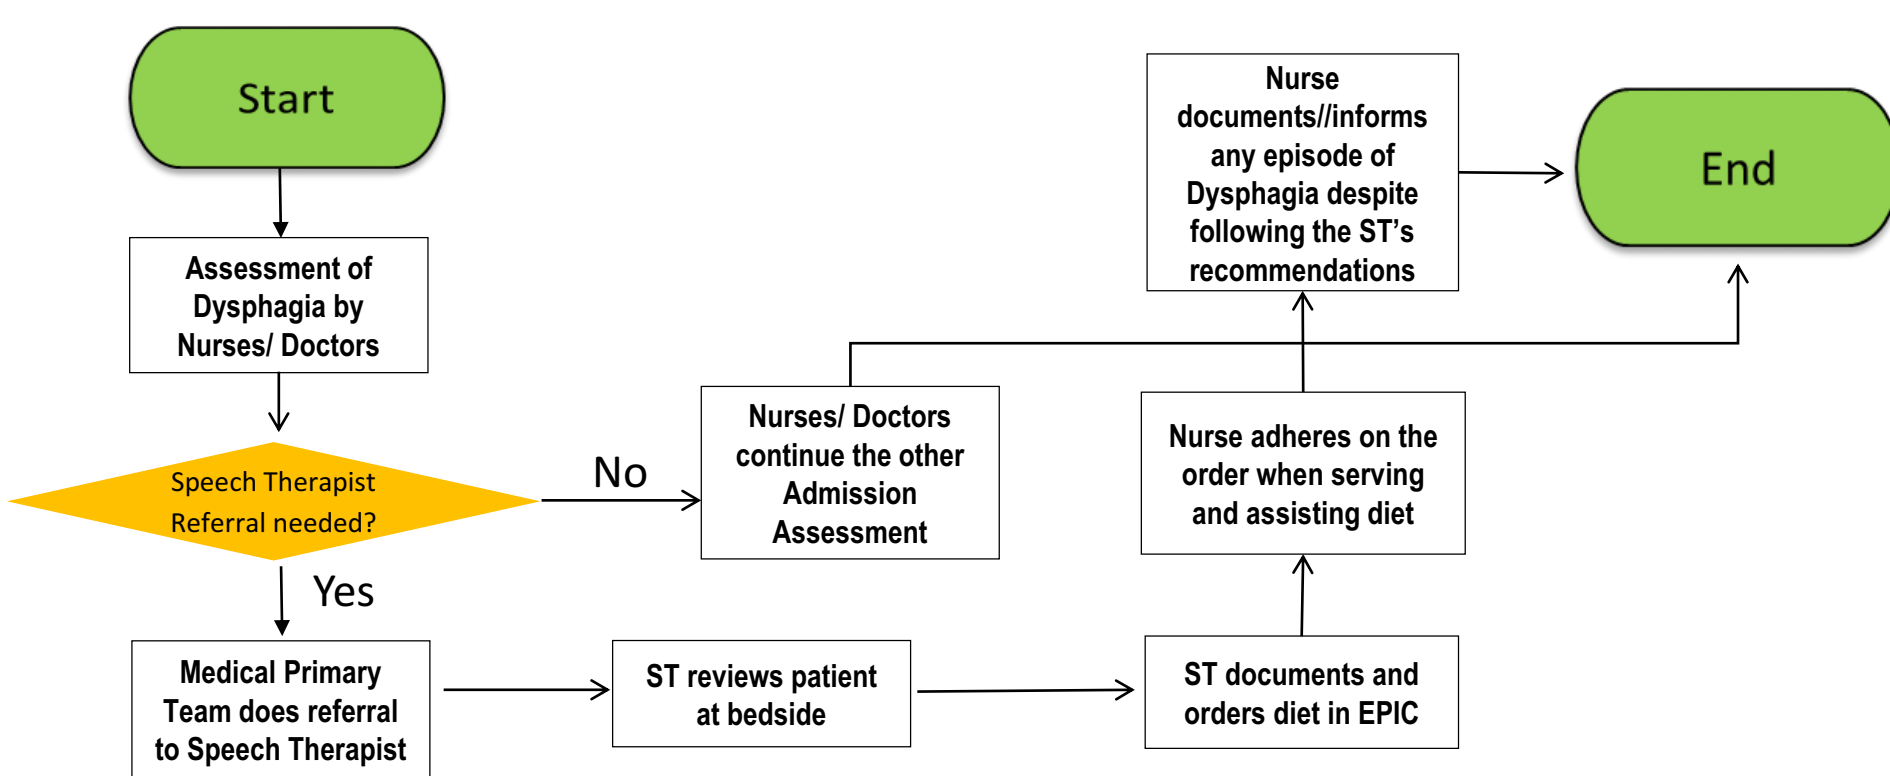 Start
Assessment of
Dysphagia by
Nurses/ Doctors
Speech Therapist
Referral needed?
No
Yes
Nurses/ Doctors
continue the other
Admission
Assessment
Medical Primary
Team does referral
to Speech Therapist
ST reviews patient
at bedside
ST documents and
orders diet in EPIC
Nurse adheres on the
order when serving
and assisting diet
Nurse
documents//informs
any episode of
Dysphagia despite
following the ST’s
recommendations
End